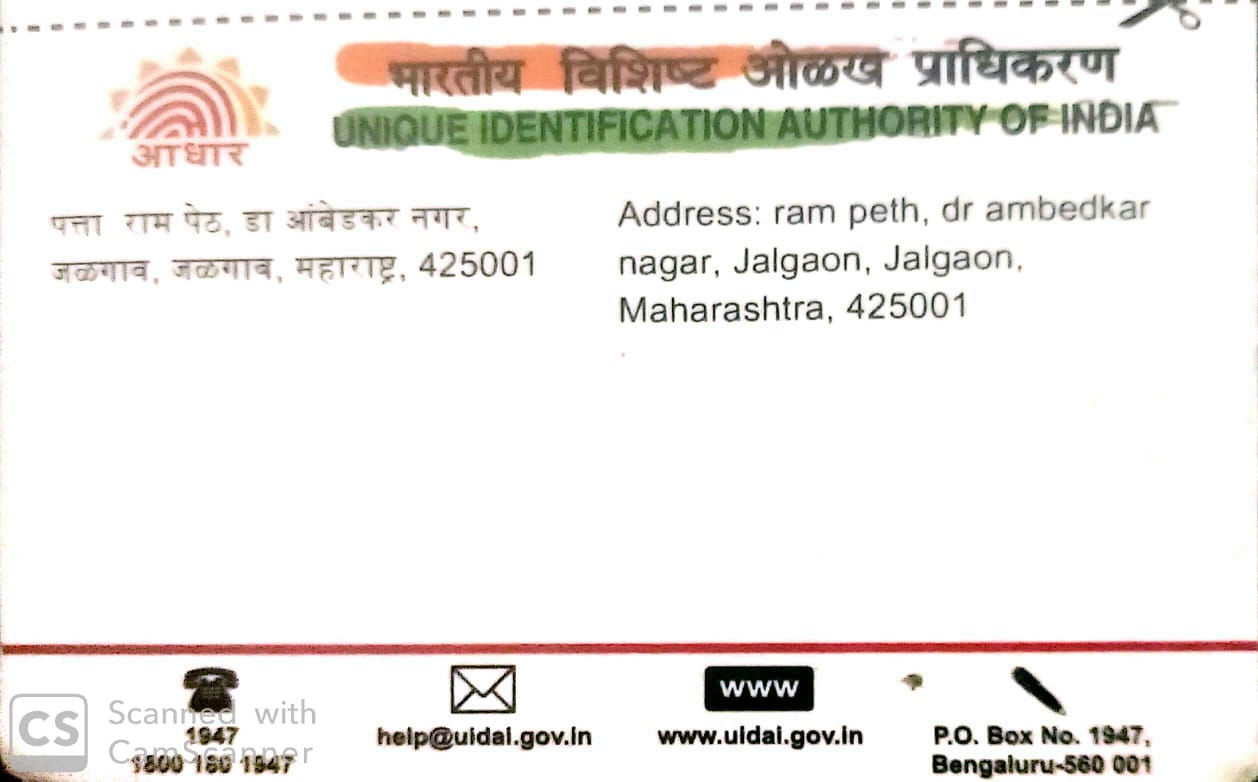 आधार
भारतीय विशिष्ट ओळख प्राधिकरण
UNIQUE IDENTIFICATION AUTHORITY OF INDIA
पत्ता राम पेठ, डा आंबेडकर नगर,
जळगाव, जळगाव, महाराष्ट्र, 425001
Address: ram peth, dr ambedkar
nagar, Jalgaon, Jalgaon,
Maharashtra, 425001
1947
1800 180 1947
help@uidai.gov.in
www
www.uidai.gov.in
P.O. Box No. 1947,
Bengaluru-560 001
CS
Scanned with
CamScanner